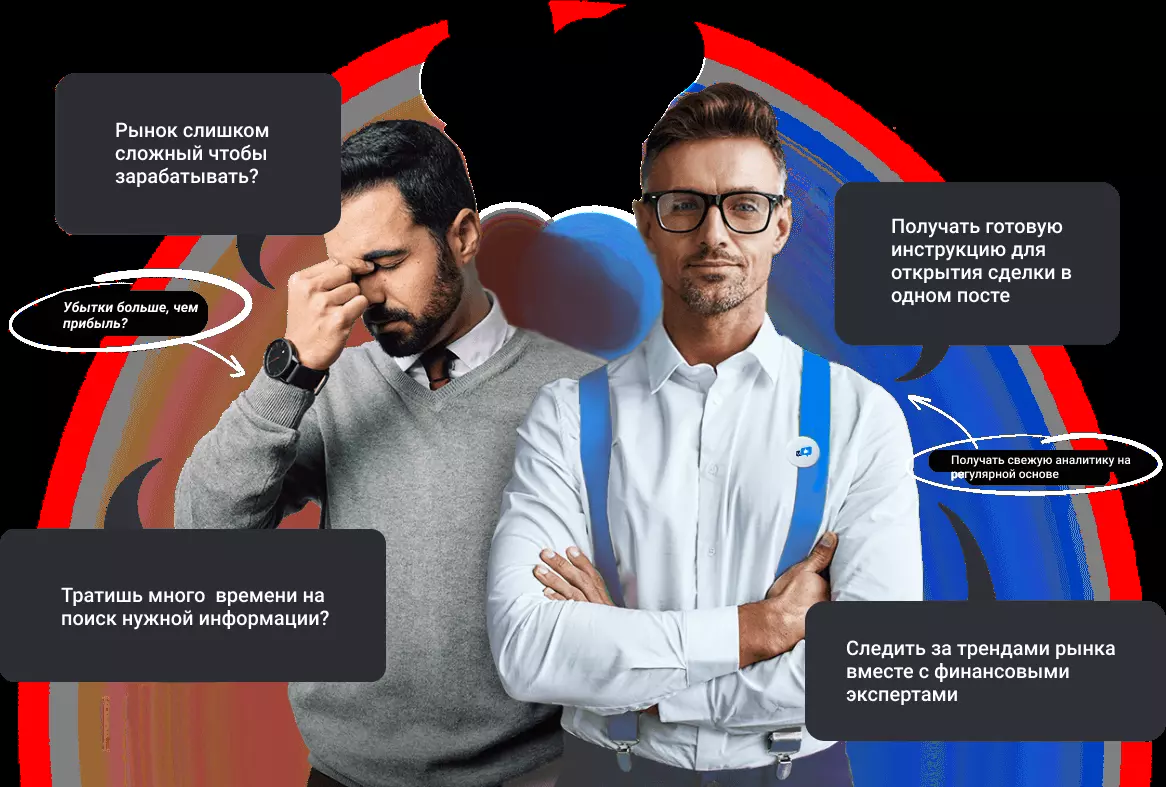 Рынок слишком
сложный чтобы
зарабатывать?
Убытки больше, чем
прибыль?
Тратишь много  времени на
поиск нужной информации?
Получать готовую
инструкцию для
открытия сделки в
одном посте
Получать свежую аналитику на
регулярной основе
Следить за трендами рынка
вместе с финансовыми
экспертами